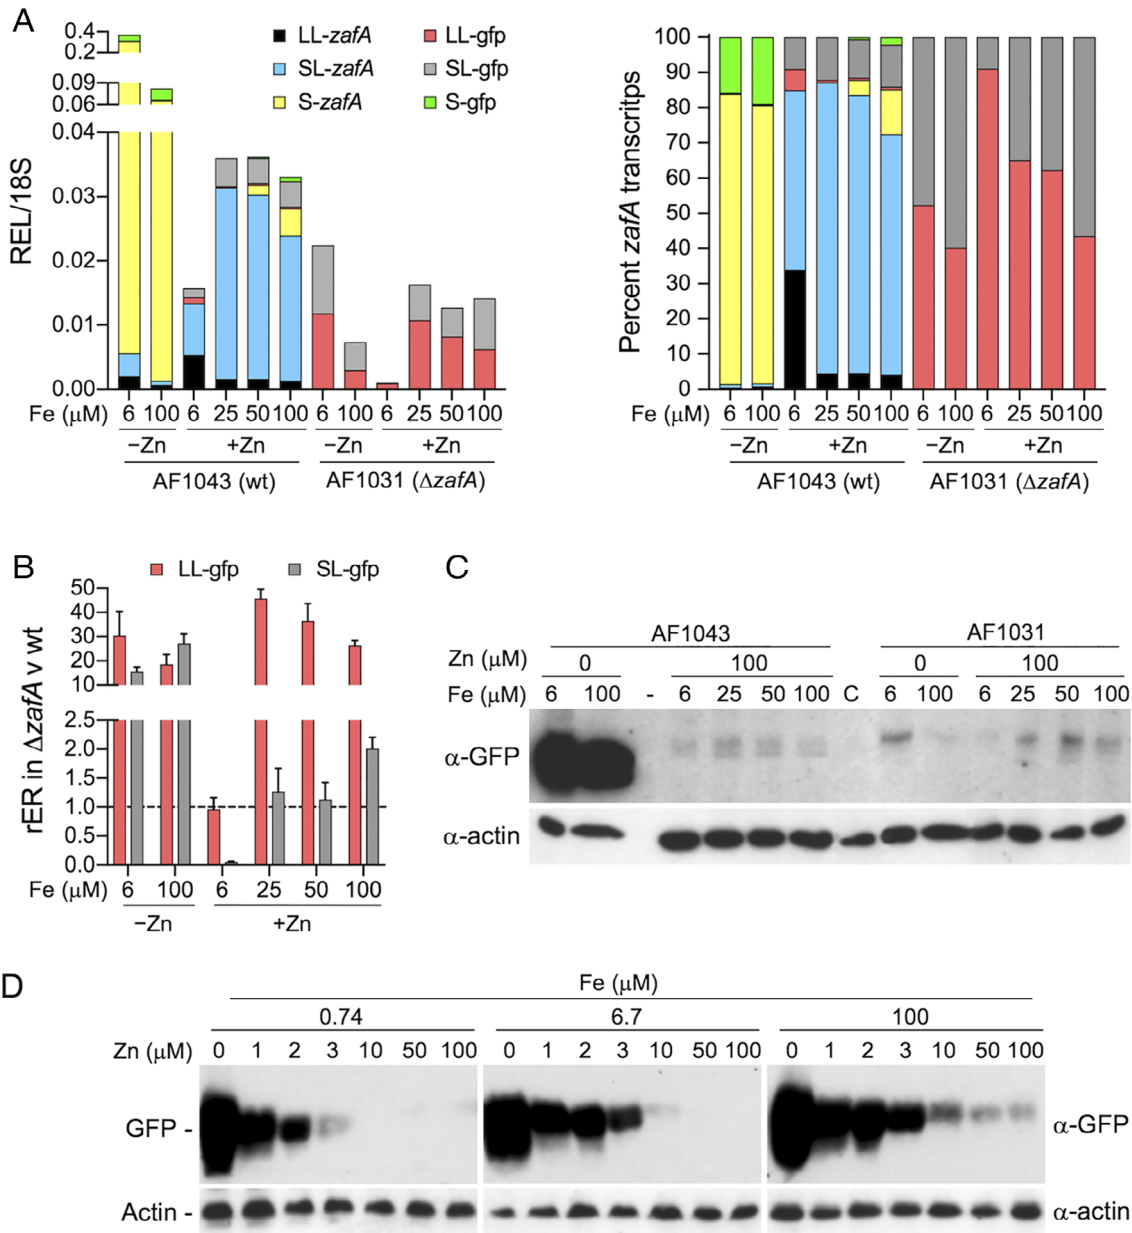 A
LL-zafA LL-gfp
SL-zafA SL-gfp
S-zafA S-gfp
REL/18S
0.4
0.2
0.09
0.06
0.04
0.03
0.02
0.01
0.00
Fe (µM) 6 100 6 25 50 100 6 100 6 25 50 100
−Zn +Zn −Zn +Zn
AF1043 (wt) AF1031 (ΔzafA)
Percent zafA transcritps
100
90
80
70
60
50
40
30
20
10
0
Fe (µM) 6 100 6 25 50 100 6 100 6 25 50 100
−Zn +Zn −Zn +Zn
AF1043 (wt) AF1031 (ΔzafA)
B
LL-gfp SL-gfp
rER in ΔzafA v wt
50
40
30
20
10
2.5
2.0
1.5
1.0
0.5
0.0
Fe (µM) 6 100 6 25 50 100
−Zn +Zn
C
AF1043 AF1031
Zn (µM) 0 100 0 100
Fe (µM) 6 100 - 6 25 50 100 C 6 100 6 25 50 100
α-GFP
α-actin
D
Fe (µM)
0.74 6.7 100
Zn (µM) 0 1 2 3 10 50 100 0 1 2 3 10 50 100 0 1 2 3 10 50 100
GFP - α-GFP
Actin - α-actin